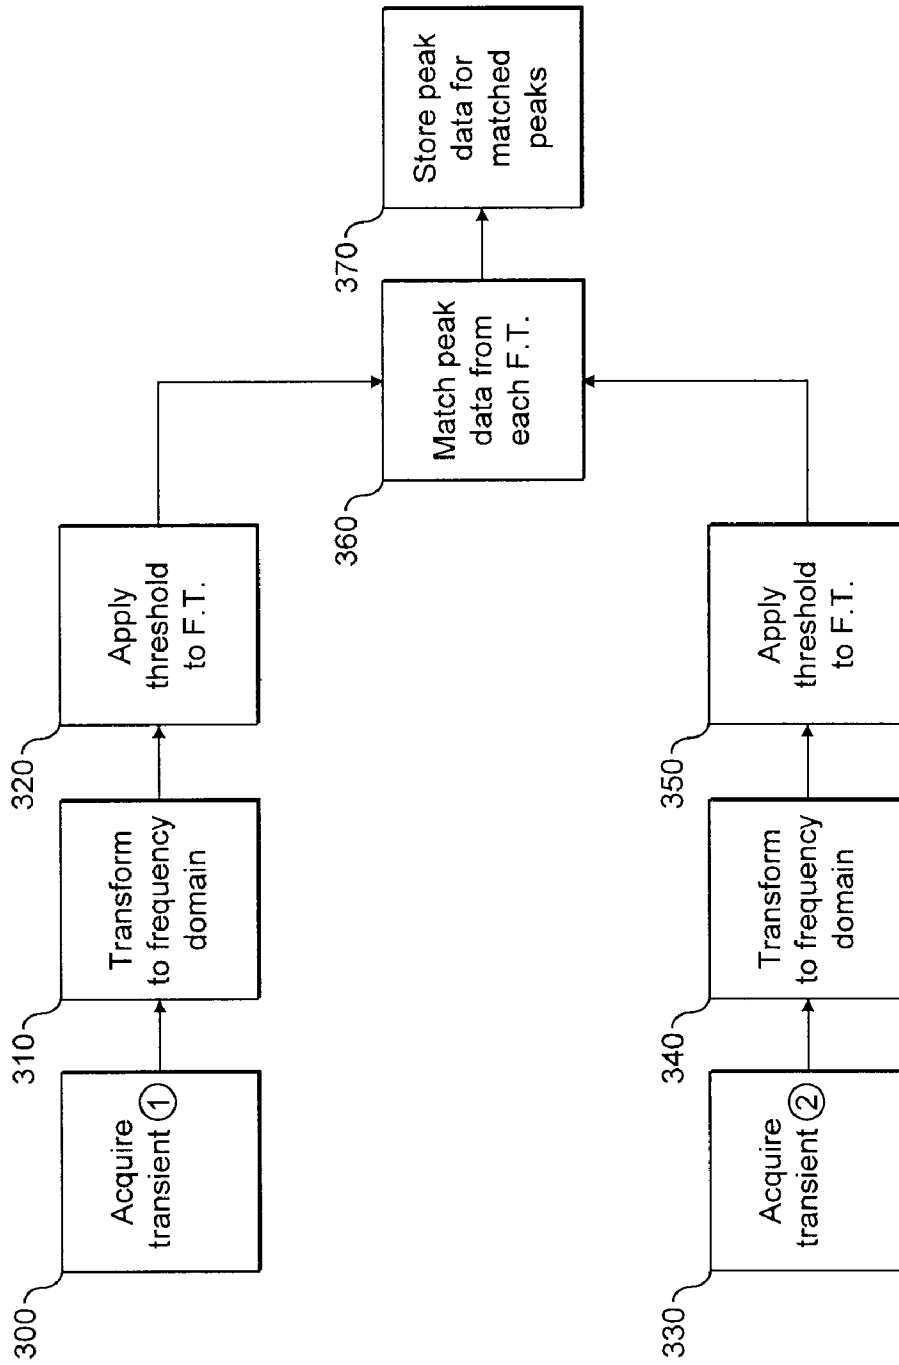 300
Acquire
transient 1
310
Transform
to frequency
domain
320
Apply
threshold
to F.T.
330
Acquire
transient 2
340
Transform
to frequency
domain
350
Apply
threshold
to F.T.
360
Match peak
data from
each F.T.
370
Store peak
data for
matched
peaks